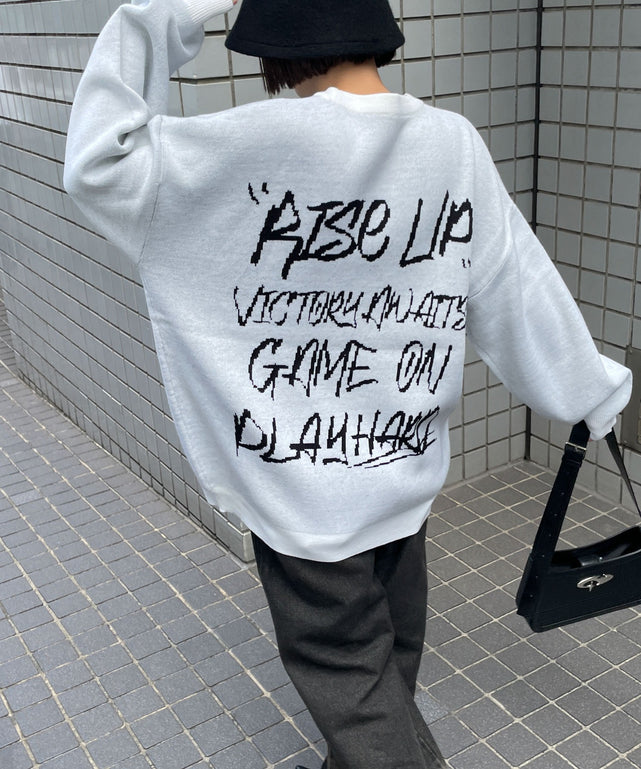 "RISE UP"
VICTORY AWAITS
GAME ON
PLAY HARD